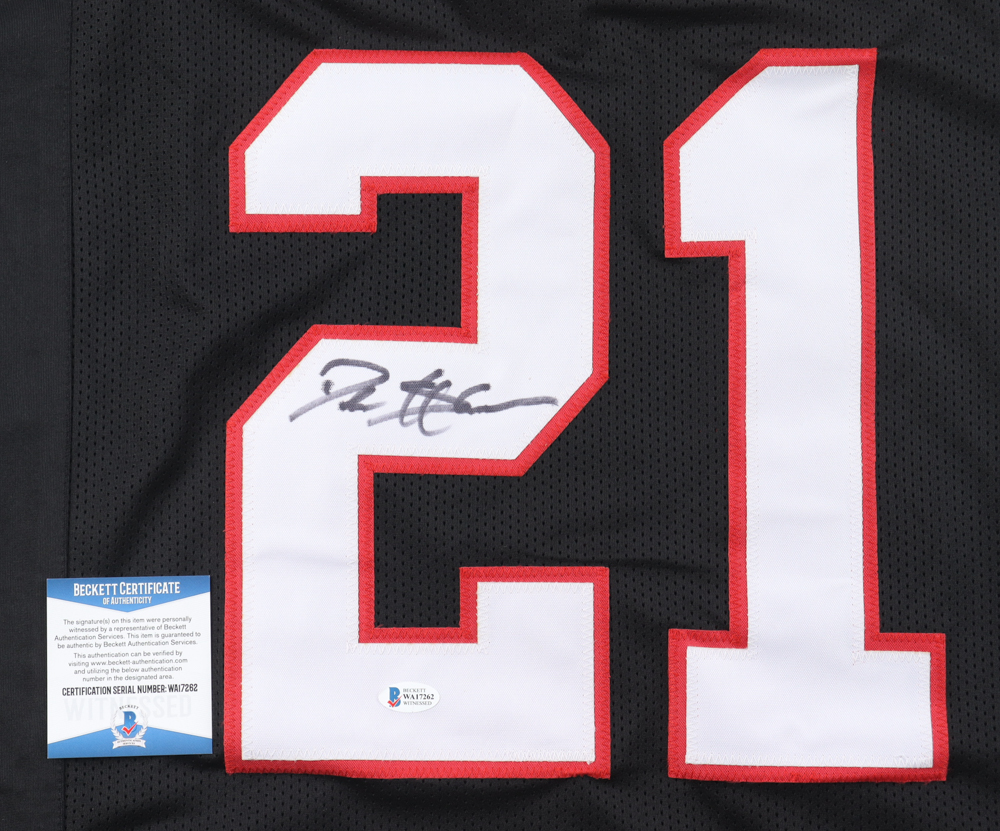 21
BECKETT CERTIFICATE
OF AUTHENTICITY
The signature(s) on this item were personally
witnessed by a representative of Beckett
Authentication Services. This item is guaranteed to
be authentic by Beckett Authentication Services.
This authentication can be verified by
visiting www.beckett-authentication.com
and utilizing the below authentication
number in the designated area.
CERTIFICATION SERIAL NUMBER: WA17262
WITNESSED
BECKETT
B
B
BECKETT
WA17262
WITNESSED